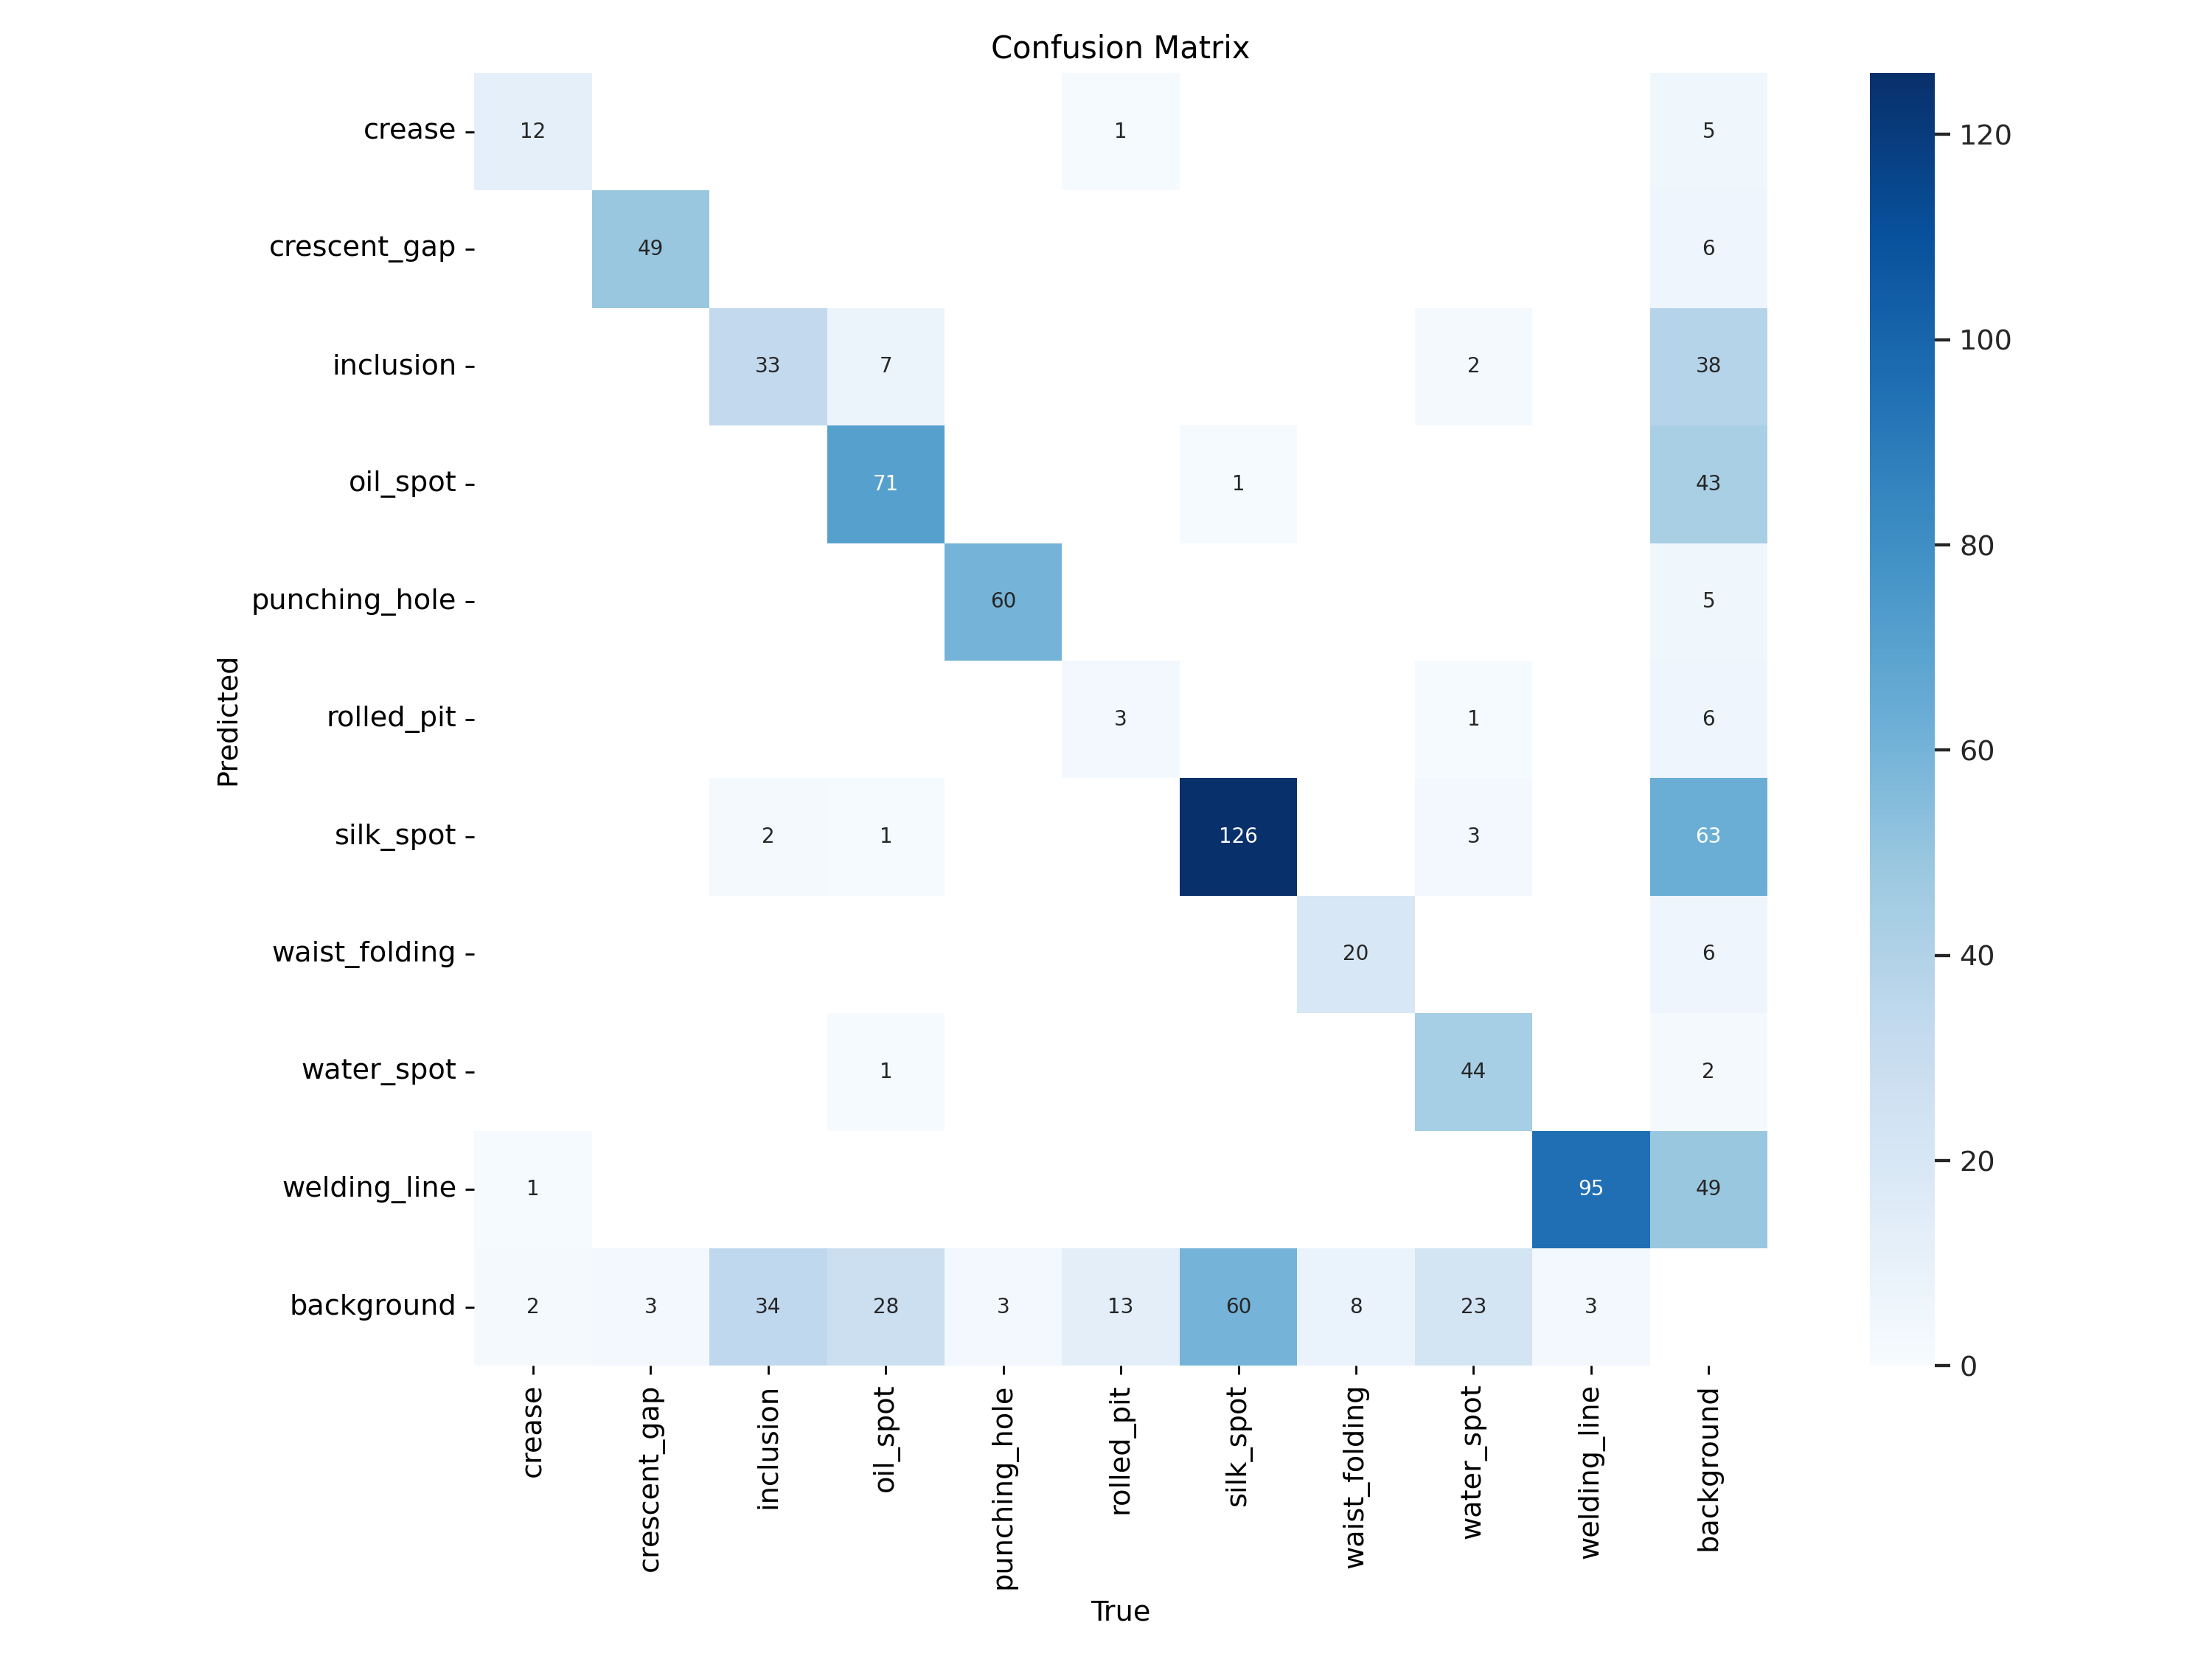 Confusion Matrix
crease 12 1 5
crescent_gap 49 6
inclusion 33 7 2 38
oil_spot 71 1 43
punching_hole 60 5
rolled_pit 3 1 6
silk_spot 2 1 126 3 63
waist_folding 20 6
water_spot 1 44 2
welding_line 1 95 49
background 2 3 34 28 3 13 60 8 23 3
Predicted
crease
crescent_gap
inclusion
oil_spot
punching_hole
rolled_pit
silk_spot
waist_folding
water_spot
welding_line
background
True
120
100
80
60
40
20
0